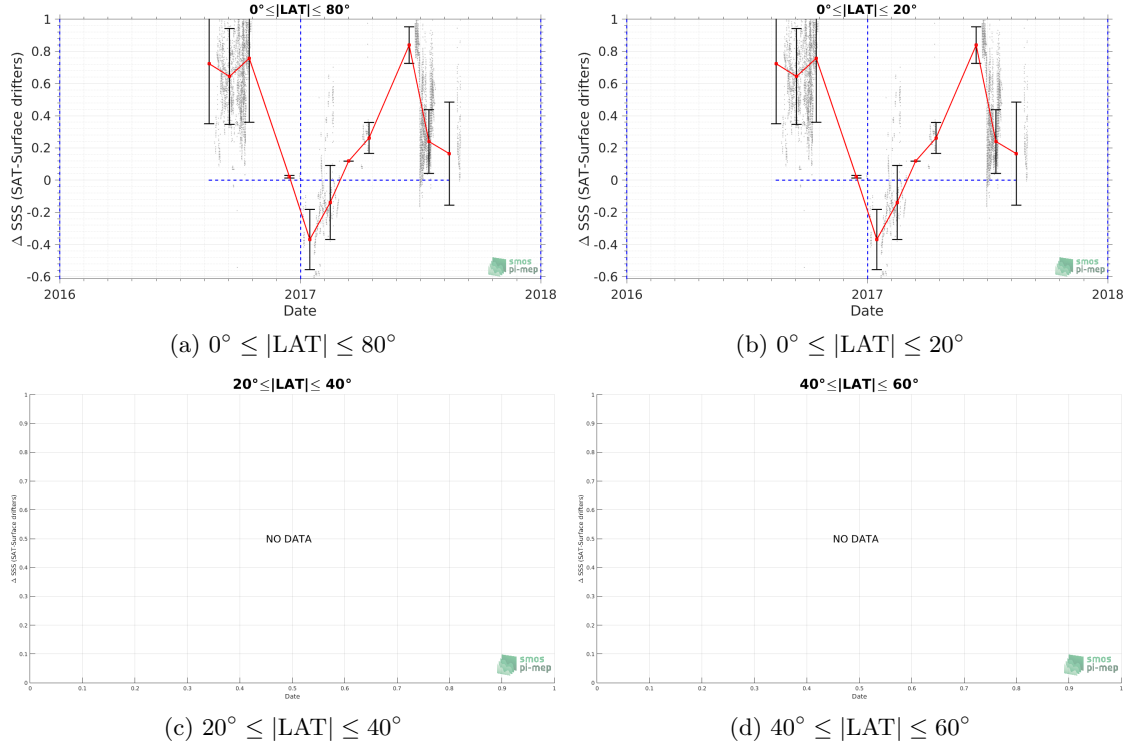 0°≤|LAT|≤ 80°
Δ SSS (SAT-Surface drifters)
1
0.8
0.6
0.4
0.2
0
-0.2
-0.4
-0.6
2016
2017
2018
Date
smos
pi-mep
(a) 0° ≤ |LAT| ≤ 80°
0°≤|LAT|≤ 20°
Δ SSS (SAT-Surface drifters)
1
0.8
0.6
0.4
0.2
0
-0.2
-0.4
-0.6
2016
2017
2018
Date
smos
pi-mep
(b) 0° ≤ |LAT| ≤ 20°
20°≤|LAT|≤ 40°
Δ SSS (SAT-Surface drifters)
1
0.9
0.8
0.7
0.6
0.5
0.4
0.3
0.2
0.1
0
NO DATA
0 0.1 0.2 0.3 0.4 0.5 0.6 0.7 0.8 0.9 1
Date
smos
pi-mep
(c) 20° ≤ |LAT| ≤ 40°
40°≤|LAT|≤ 60°
Δ SSS (SAT-Surface drifters)
1
0.9
0.8
0.7
0.6
0.5
0.4
0.3
0.2
0.1
0
NO DATA
0 0.1 0.2 0.3 0.4 0.5 0.6 0.7 0.8 0.9 1
Date
smos
pi-mep
(d) 40° ≤ |LAT| ≤ 60°